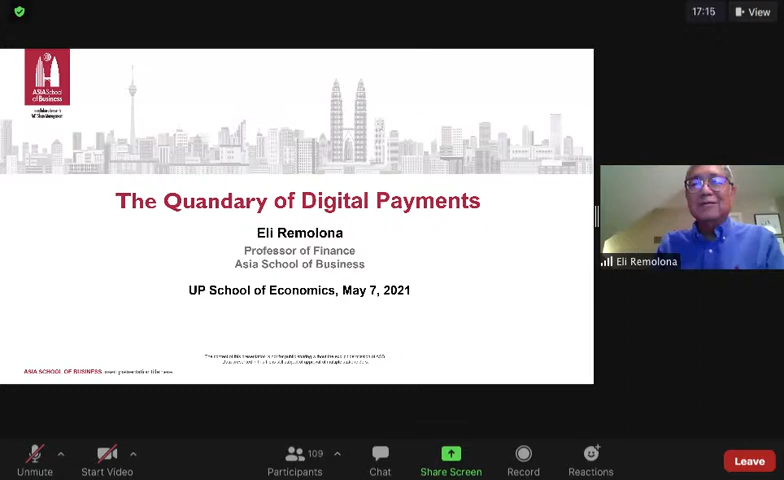 17:15
View
ASIA School
of Business
The Quandary of Digital Payments
Eli Remolona
Professor of Finance
Asia School of Business
UP School of Economics, May 7, 2021
ASIA SCHOOL OF BUSINESS
Eli Remolona
Unmute
Start Video
109
Participants
Chat
Share Screen
Record
Reactions
Leave